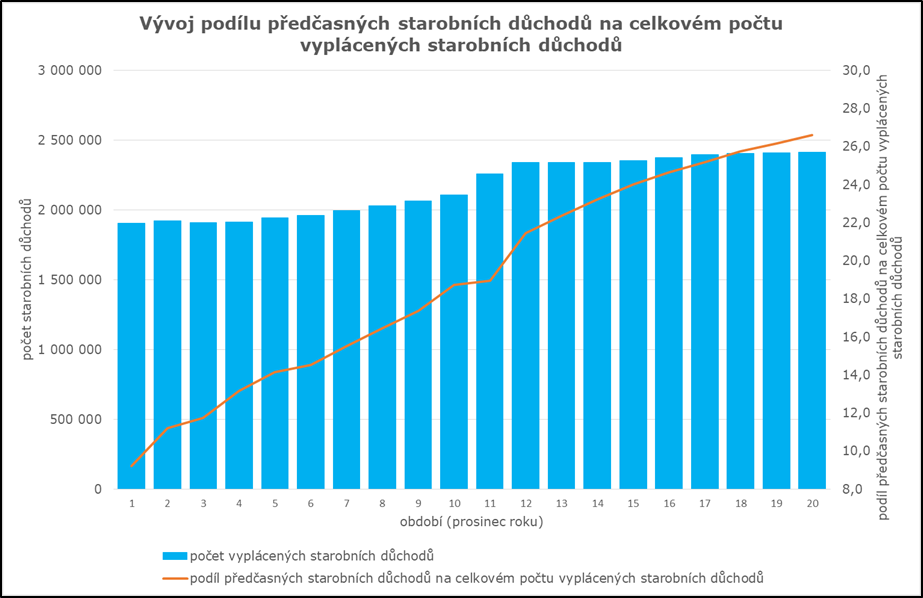 Vývoj podílu předčasných starobních důchodů na celkovém počtu
vyplácených starobních důchodů
3 000 000
2 500 000
2 000 000
1 500 000
1 000 000
500 000
0
počet starobních důchodů
30,0
28,0
26,0
24,0
22,0
20,0
18,0
16,0
14,0
12,0
10,0
8,0
podíl předčasných starobních důchodů na celkovém počtu vyplácených
starobních důchodů
1 2 3 4 5 6 7 8 9 10 11 12 13 14 15 16 17 18 19 20
období (prosinec roku)
počet vyplácených starobních důchodů
podíl předčasných starobních důchodů na celkovém počtu vyplácených starobních důchodů